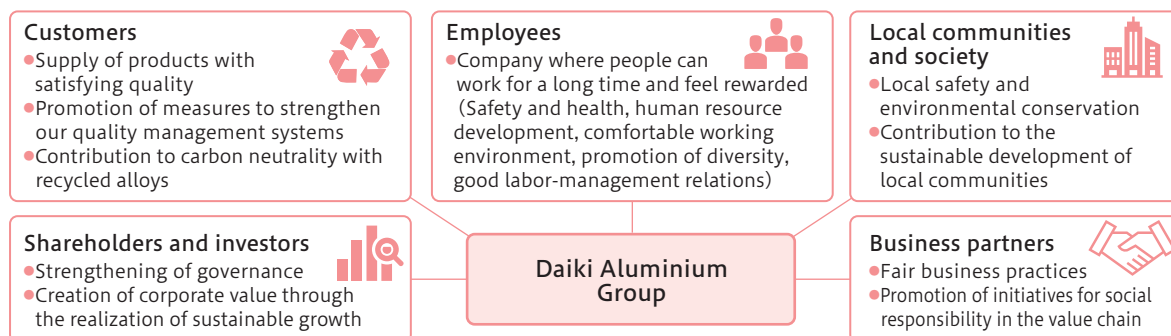 Customers
●Supply of products with
satisfying quality
●Promotion of measures to strengthen
our quality management systems
●Contribution to carbon neutrality with
recycled alloys
Employees
●Company where people can
work for a long time and feel rewarded
(Safety and health, human resource
development, comfortable working
environment, promotion of diversity,
good labor-management relations)
Local communities
and society
●Local safety and
environmental conservation
●Contribution to the
sustainable development of
local communities
Shareholders and investors
●Strengthening of governance
●Creation of corporate value through
the realization of sustainable growth
Daiki Aluminium
Group
Business partners
●Fair business practices
●Promotion of initiatives for social
responsibility in the value chain